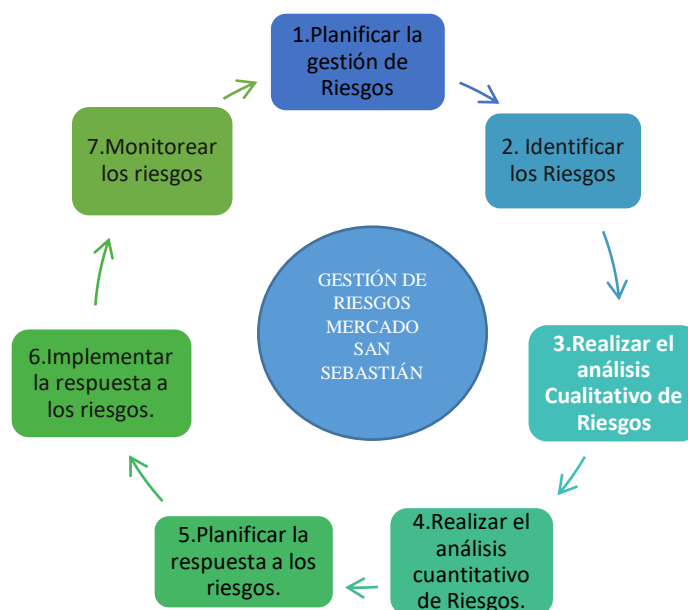 1.Planificar la
gestión de
Riesgos
2. Identificar
los Riesgos
3.Realizar el
análisis
Cualitativo de
Riesgos
4.Realizar el
análisis
cuantitativo
de Riesgos.
5.Planificar la
respuesta a los
riesgos.
6.Implementar
la respuesta a
los riesgos.
7.Monitorear
los riesgos
GESTIÓN DE
RIESGOS
MERCADO
SAN
SEBASTIÁN